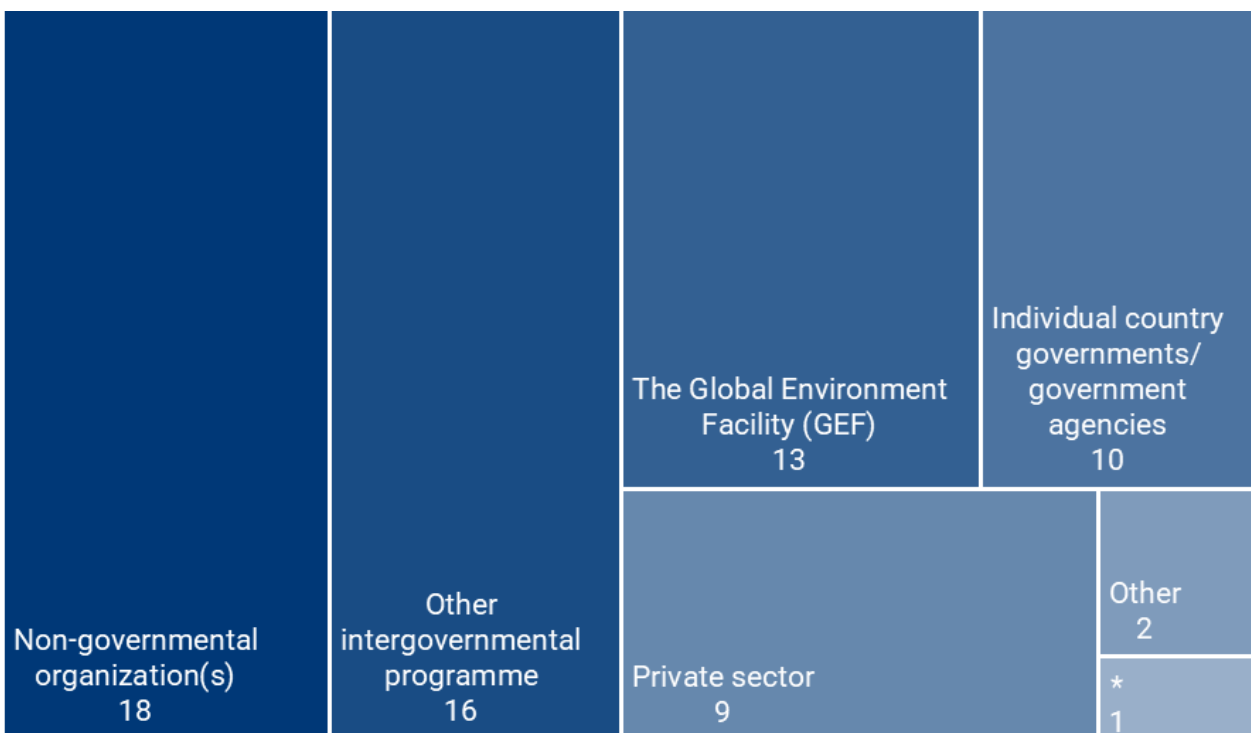 Non-governmental
organization(s)
18
Other
intergovernmental
programme
16
The Global Environment
Facility (GEF)
13
Individual country
governments/
government
agencies
10
Private sector
9
Other
2
*
1